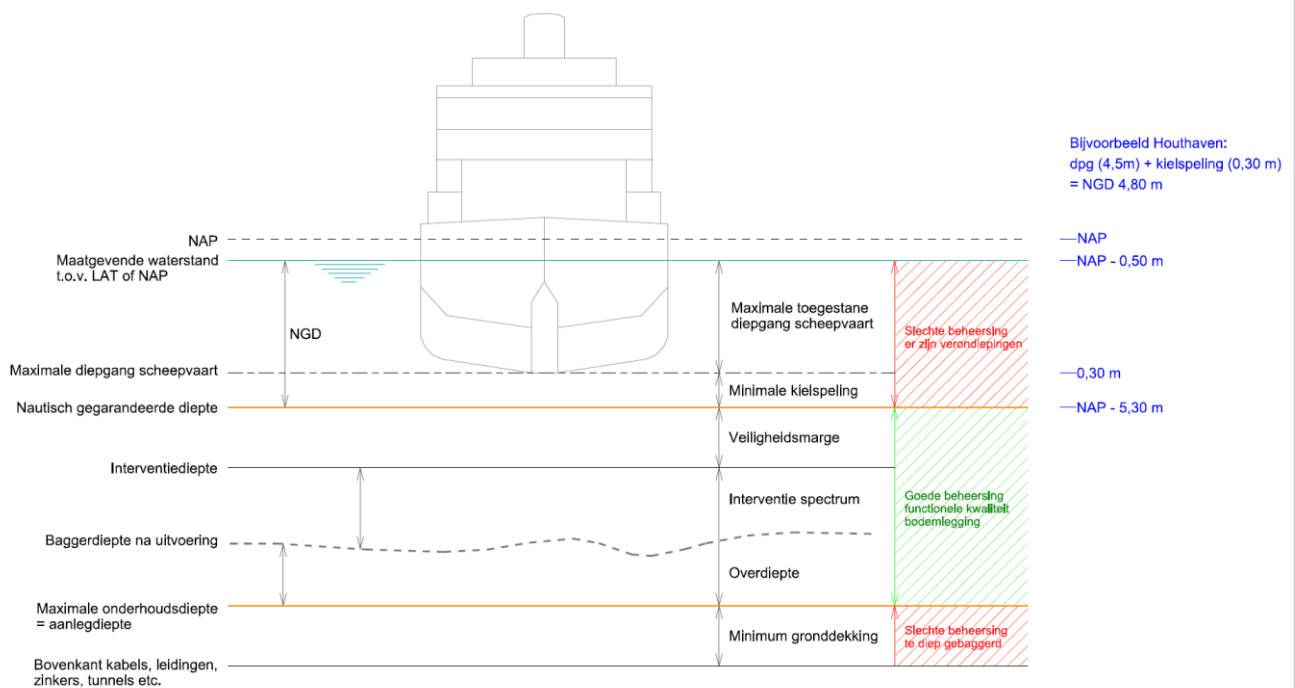 Bijvoorbeeld Houthaven:
dpg (4,5m) + kielspeling (0,30 m)
= NGD 4,80 m
NAP
NAP
Maatgevende waterstand
t.o.v. LAT of NAP
NAP - 0,50 m
NGD
Maximale toegestane
diepgang scheepvaart
Slechte beheersing
er zijn verondiepingen
Maximale diepgang scheepvaart
0,30 m
Minimale kielspeling
Nautisch gegarandeerde diepte
NAP - 5,30 m
Veiligheidsmarge
Interventiediepte
Interventie spectrum
Goede beheersing
functionele kwaliteit
bodemlegging
Baggerdiepte na uitvoering
Overdiepte
Maximale onderhoudsdiepte
= aanlegdiepte
Minimum gronddekking
Slechte beheersing
te diep gebaggerd
Bovenkant kabels, leidingen,
zinkers, tunnels etc.